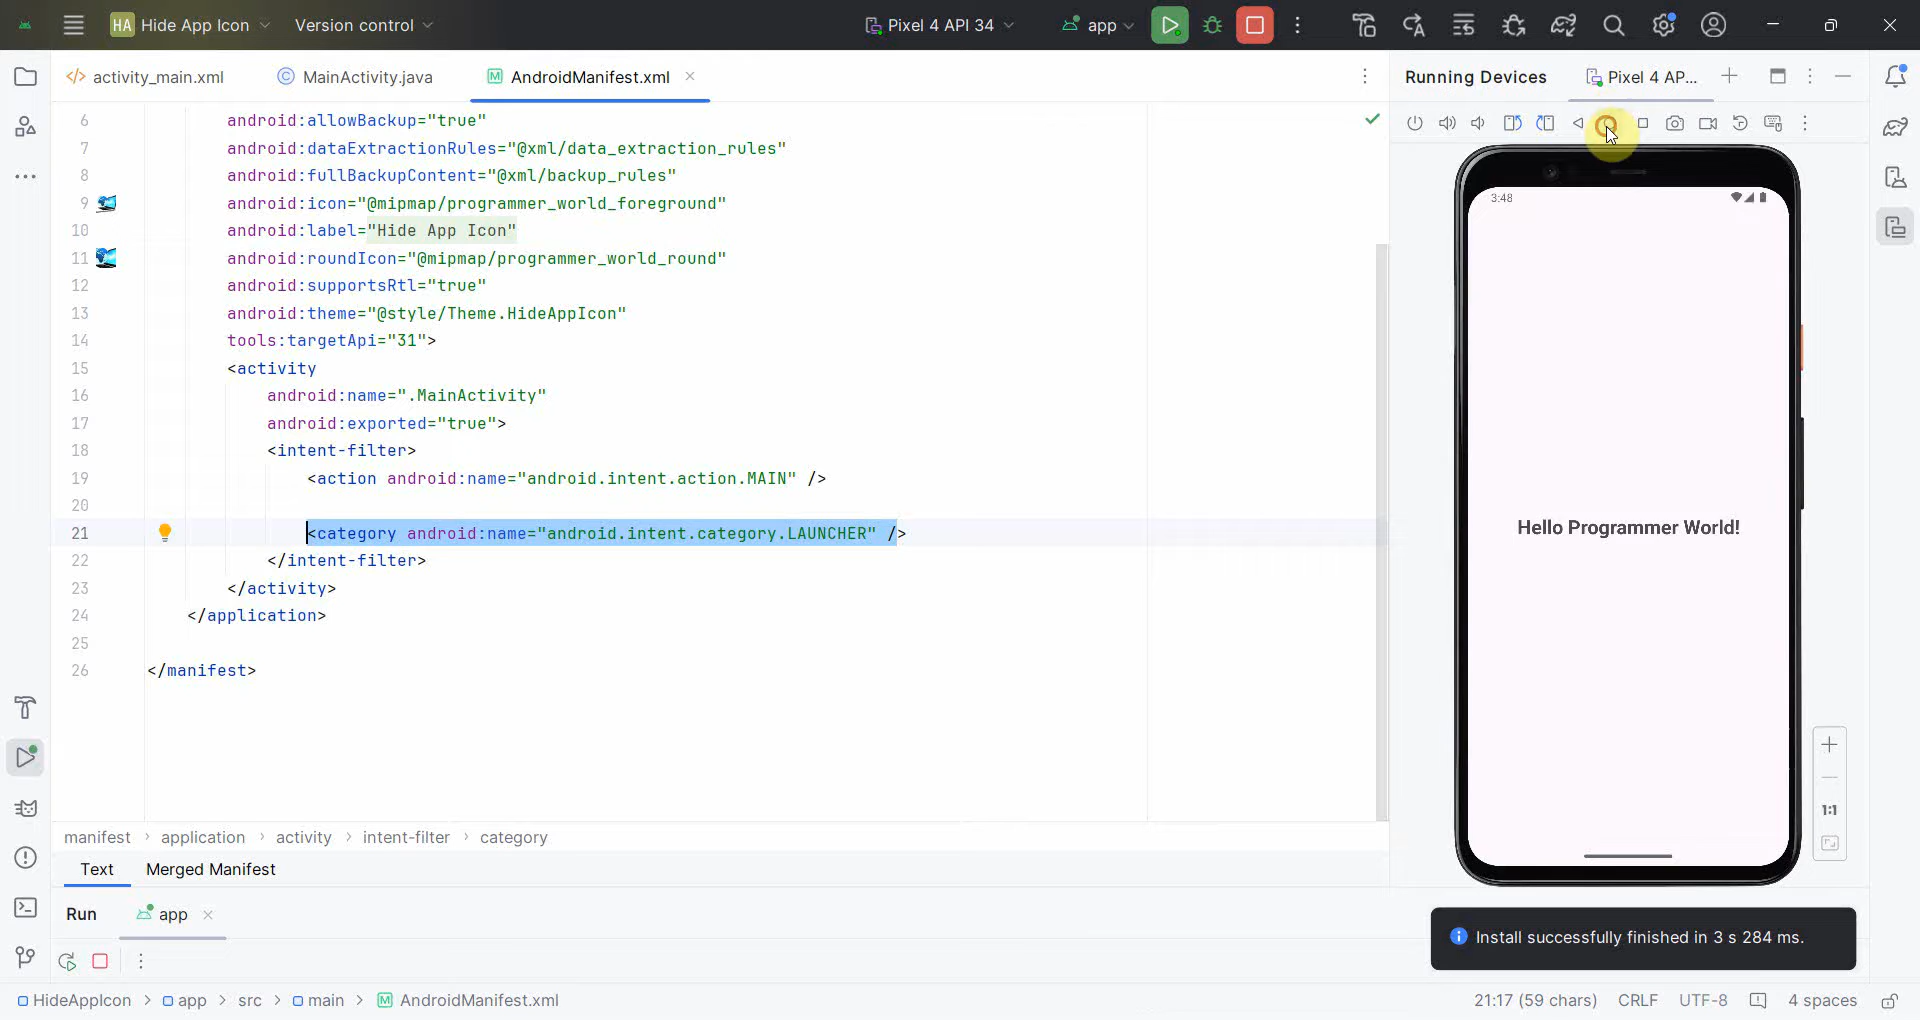 HA Hide App Icon Version control Pixel 4 API 34 app
activity_main.xml MainActivity.java AndroidManifest.xml Running Devices Pixel 4 AP...
6 android:allowBackup="true"
7 android:dataExtractionRules="@xml/data_extraction_rules"
8 android:fullBackupContent="@xml/backup_rules"
9 android:icon="@mipmap/programmer_world_foreground"
10 android:label="Hide App Icon"
11 android:roundIcon="@mipmap/programmer_world_round"
12 android:supportsRtl="true"
13 android:theme="@style/Theme.HideAppIcon"
14 tools:targetApi="31">
15 <activity
16 android:name=".MainActivity"
17 android:exported="true">
18 <intent-filter>
19 <action android:name="android.intent.action.MAIN" />
20
21 <category android:name="android.intent.category.LAUNCHER" />
22 </intent-filter>
23 </activity>
24 </application>
25
26 </manifest>
3:48
Hello Programmer World!
1:1
manifest > application > activity > intent-filter > category
Text Merged Manifest
Run app
Install successfully finished in 3 s 284 ms.
HideAppIcon > app > src > main > AndroidManifest.xml 21:17 (59 chars) CRLF UTF-8 4 spaces